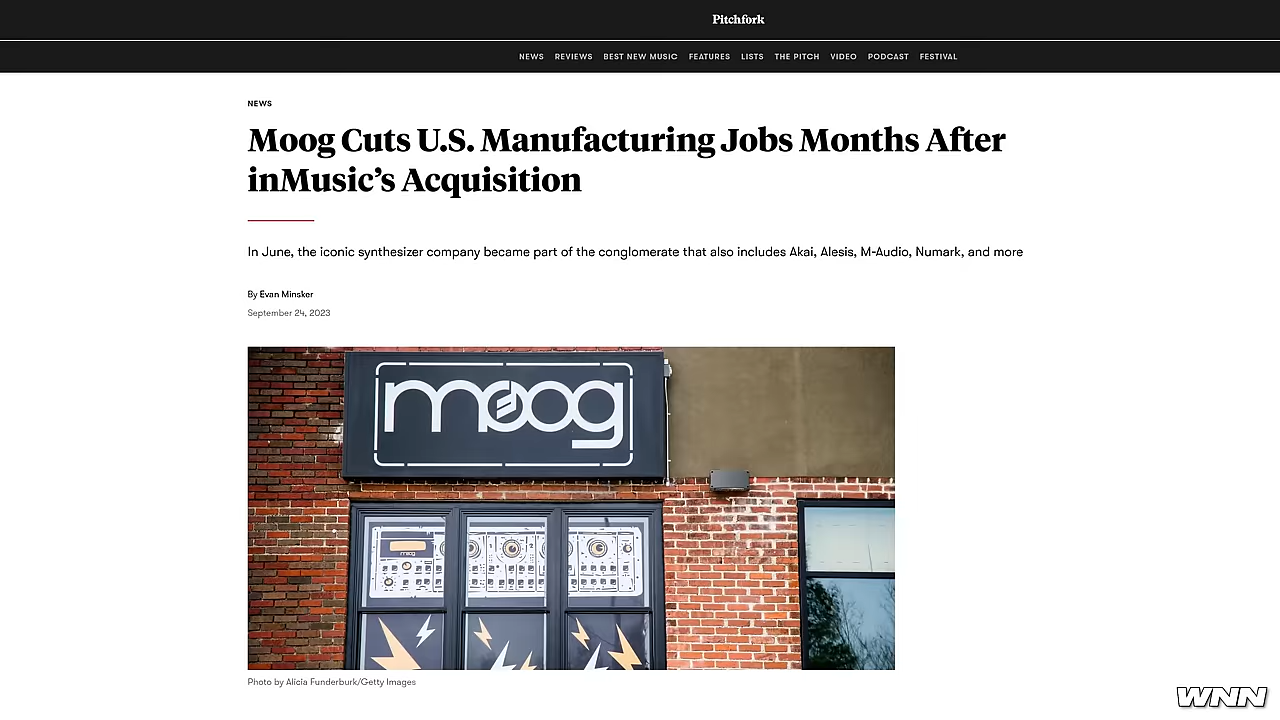 Pitchfork
NEWS REVIEWS BEST NEW MUSIC FEATURES LISTS THE PITCH VIDEO PODCAST FESTIVAL
NEWS
Moog Cuts U.S. Manufacturing Jobs Months After
inMusic’s Acquisition
In June, the iconic synthesizer company became part of the conglomerate that also includes Akai, Alesis, M-Audio, Numark, and more
By Evan Minsker
September 24, 2023
moog
moog
Photo by Alicia Funderburk/Getty Images
WNN